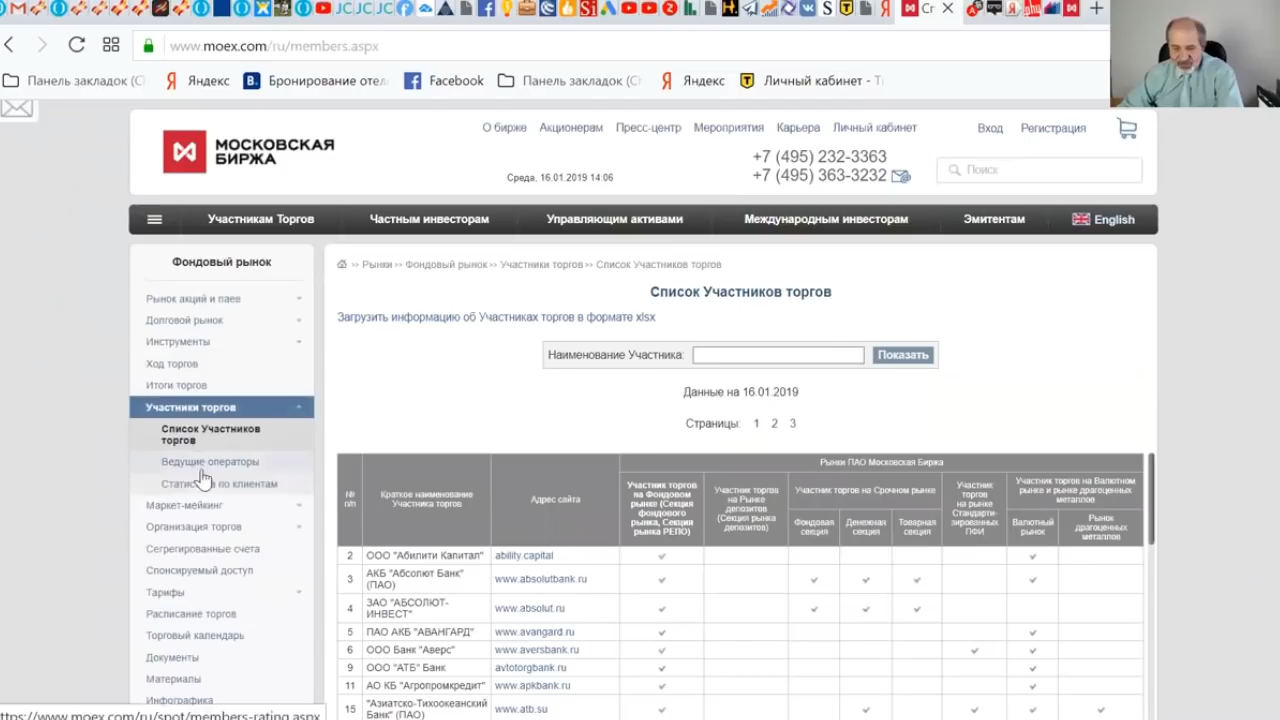 www.moex.com/ru/members.aspx
Панель закладок (С
Яндекс
Бронирование оте
Facebook
Панель закладок (С
Яндекс
Личный кабинет - Т
МОСКОВСКАЯ
БИРЖА
О бирже
Акционерам
Пресс-центр
Мероприятия
Карьера
Личный кабинет
Вход
Регистрация
+7 (495) 232-3363
+7 (495) 363-3232
Среда, 16.01.2019 14:06
Поиск
Участникам Торгов
Частным инвесторам
Управляющим активами
Международным инвесторам
Эмитентам
English
Фондовый рынок
Рынок акций и паев
Долговой рынок
Инструменты
Ход торгов
Итоги торгов
Участники торгов
Список Участников
торгов
Ведущие операторы
по клиентам
Маркет-мейкинг
Организация торгов
Сегрегированные счета
Спонсируемый доступ
Тарифы
Расписание торгов
Торговый календарь
Документы
Материалы
Инфографика
ttps://www.moex.com/ru/spot/members-rating.aspx
>> Рынки >> Фондовый рынок >> Участники торгов >> Список Участников торгов
Список Участников торгов
Загрузить информацию об Участниках торгов в формате xlsx
Наименование Участника:
Показать
Данные на 16.01.2019
Страницы: 1 2 3
№
п/п
Краткое наименование
Участника торгов
Адрес сайта
Рынки ПАО Московская Биржа
Участник торгов
на Фондовом
рынке (Секция
фондового
рынка, Секция
рынка РЕПО)
Участник торгов
на Рынке
депозитов
(Секция рынка
депозитов)
Участник торгов на Срочном рынке
Фондовая
секция
Денежная
секция
Товарная
секция
Участник
торгов
на рынке
Стандарти-
зированных
ПФИ
Участник торгов на Валютном
рынке и рынке драгоценных
металлов
Валютный
рынок
Рынок
драгоценных
металлов
2 ООО "Абилити Капитал" ability.capital
3 АКБ "Абсолют Банк"
(ПАО) www.absolutbank.ru
4 ЗАО "АБСОЛЮТ-
ИНВЕСТ" www.absolut.ru
5 ПАО АКБ "АВАНГАРД" www.avangard.ru
6 ООО Банк "Аверс" www.aversbank.ru
9 ООО "АТБ" Банк avtotorgbank.ru
11 АО КБ "Агропромкредит" www.apkbank.ru
15 "Азиатско-Тихоокеанский
Банк" (ПАО) www.atb.su